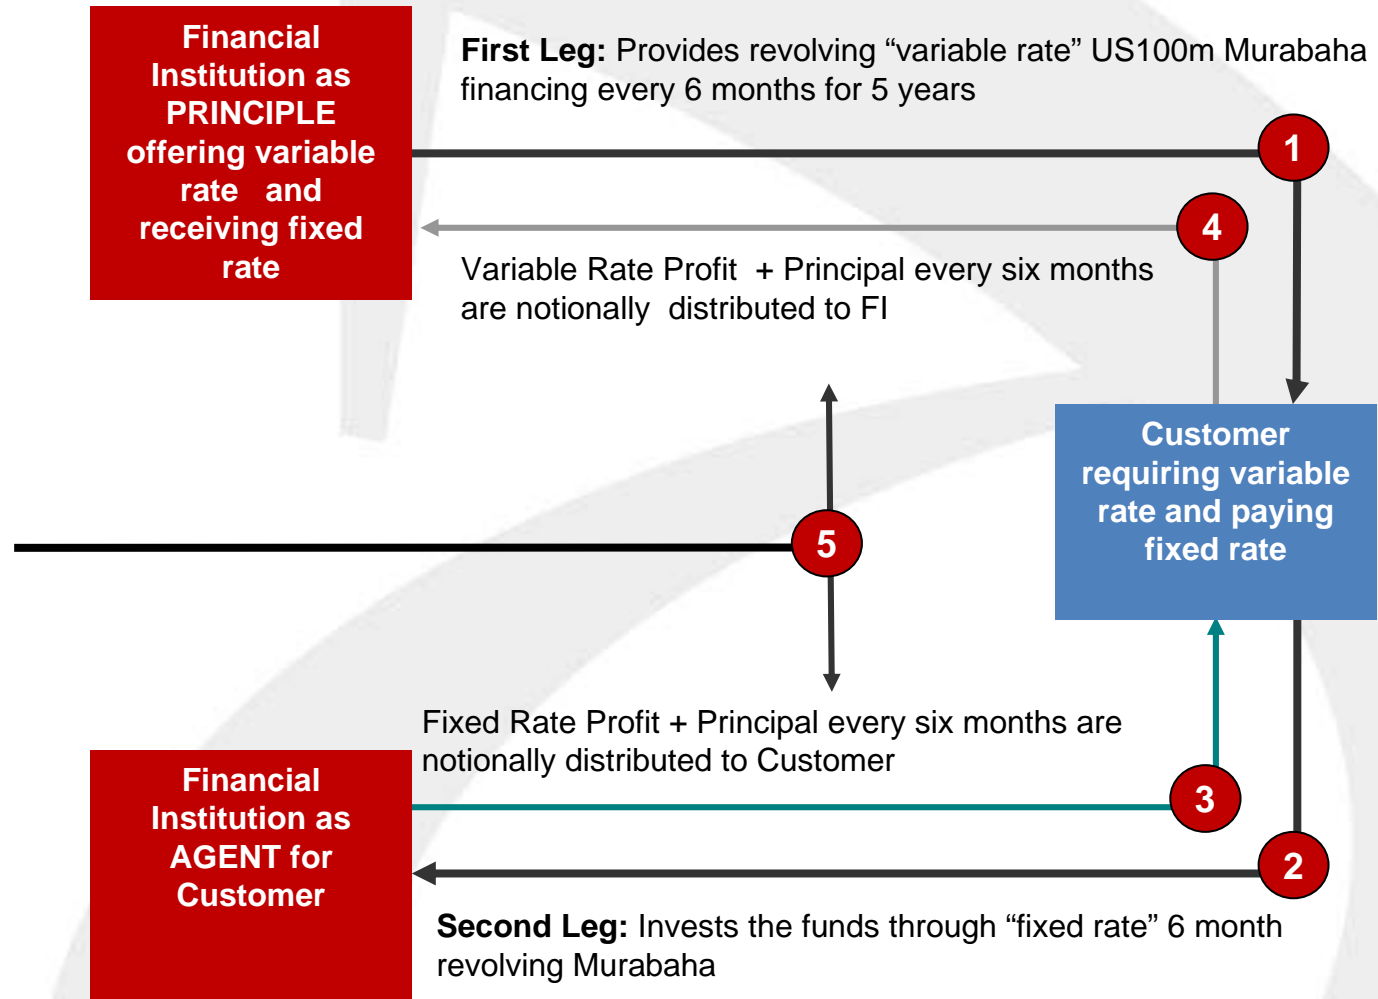 Financial
Institution as
PRINCIPLE
offering variable
rate and
receiving fixed
rate
First Leg: Provides revolving “variable rate” US100m Murabaha
financing every 6 months for 5 years
1
4
Variable Rate Profit + Principal every six months
are notionally distributed to FI
Customer
requiring variable
rate and paying
fixed rate
5
Fixed Rate Profit + Principal every six months are
notionally distributed to Customer
Financial
Institution as
AGENT for
Customer
3
2
Second Leg: Invests the funds through “fixed rate” 6 month
revolving Murabaha